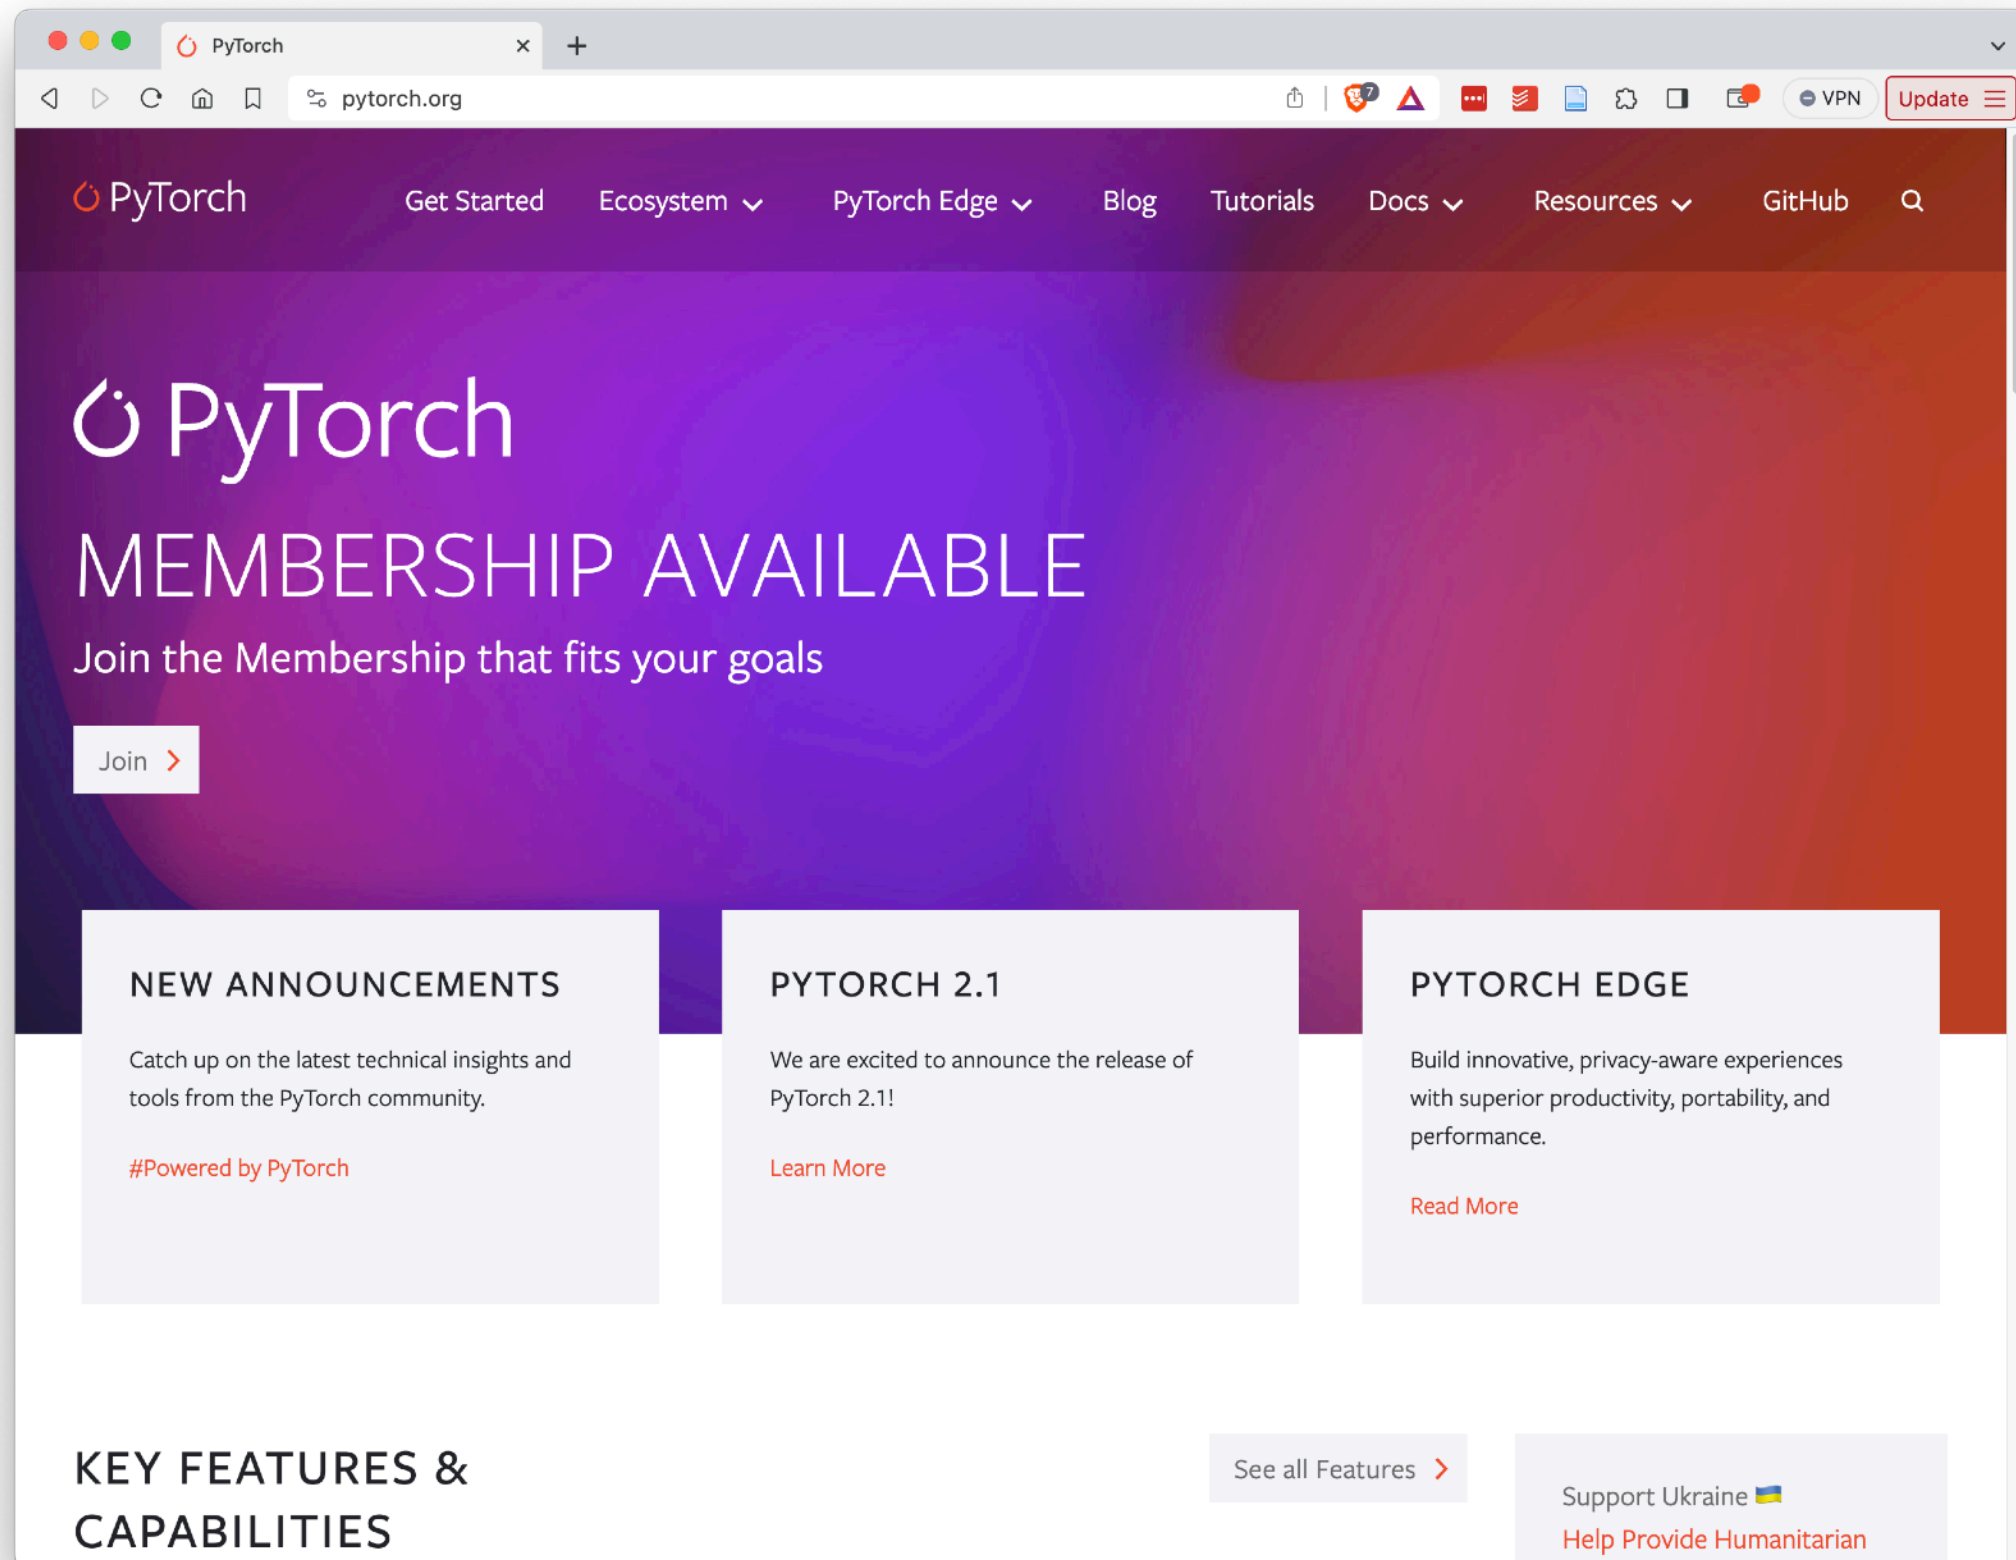 PyTorch
pytorch.org
7
VPN
Update
PyTorch
Get Started
Ecosystem
PyTorch Edge
Blog
Tutorials
Docs
Resources
GitHub
PyTorch
MEMBERSHIP AVAILABLE
Join the Membership that fits your goals
Join
NEW ANNOUNCEMENTS
Catch up on the latest technical insights and
tools from the PyTorch community.
#Powered by PyTorch
PYTORCH 2.1
We are excited to announce the release of
PyTorch 2.1!
Learn More
PYTORCH EDGE
Build innovative, privacy-aware experiences
with superior productivity, portability, and
performance.
Read More
KEY FEATURES &
CAPABILITIES
See all Features
Support Ukraine 🇺🇦
Help Provide Humanitarian